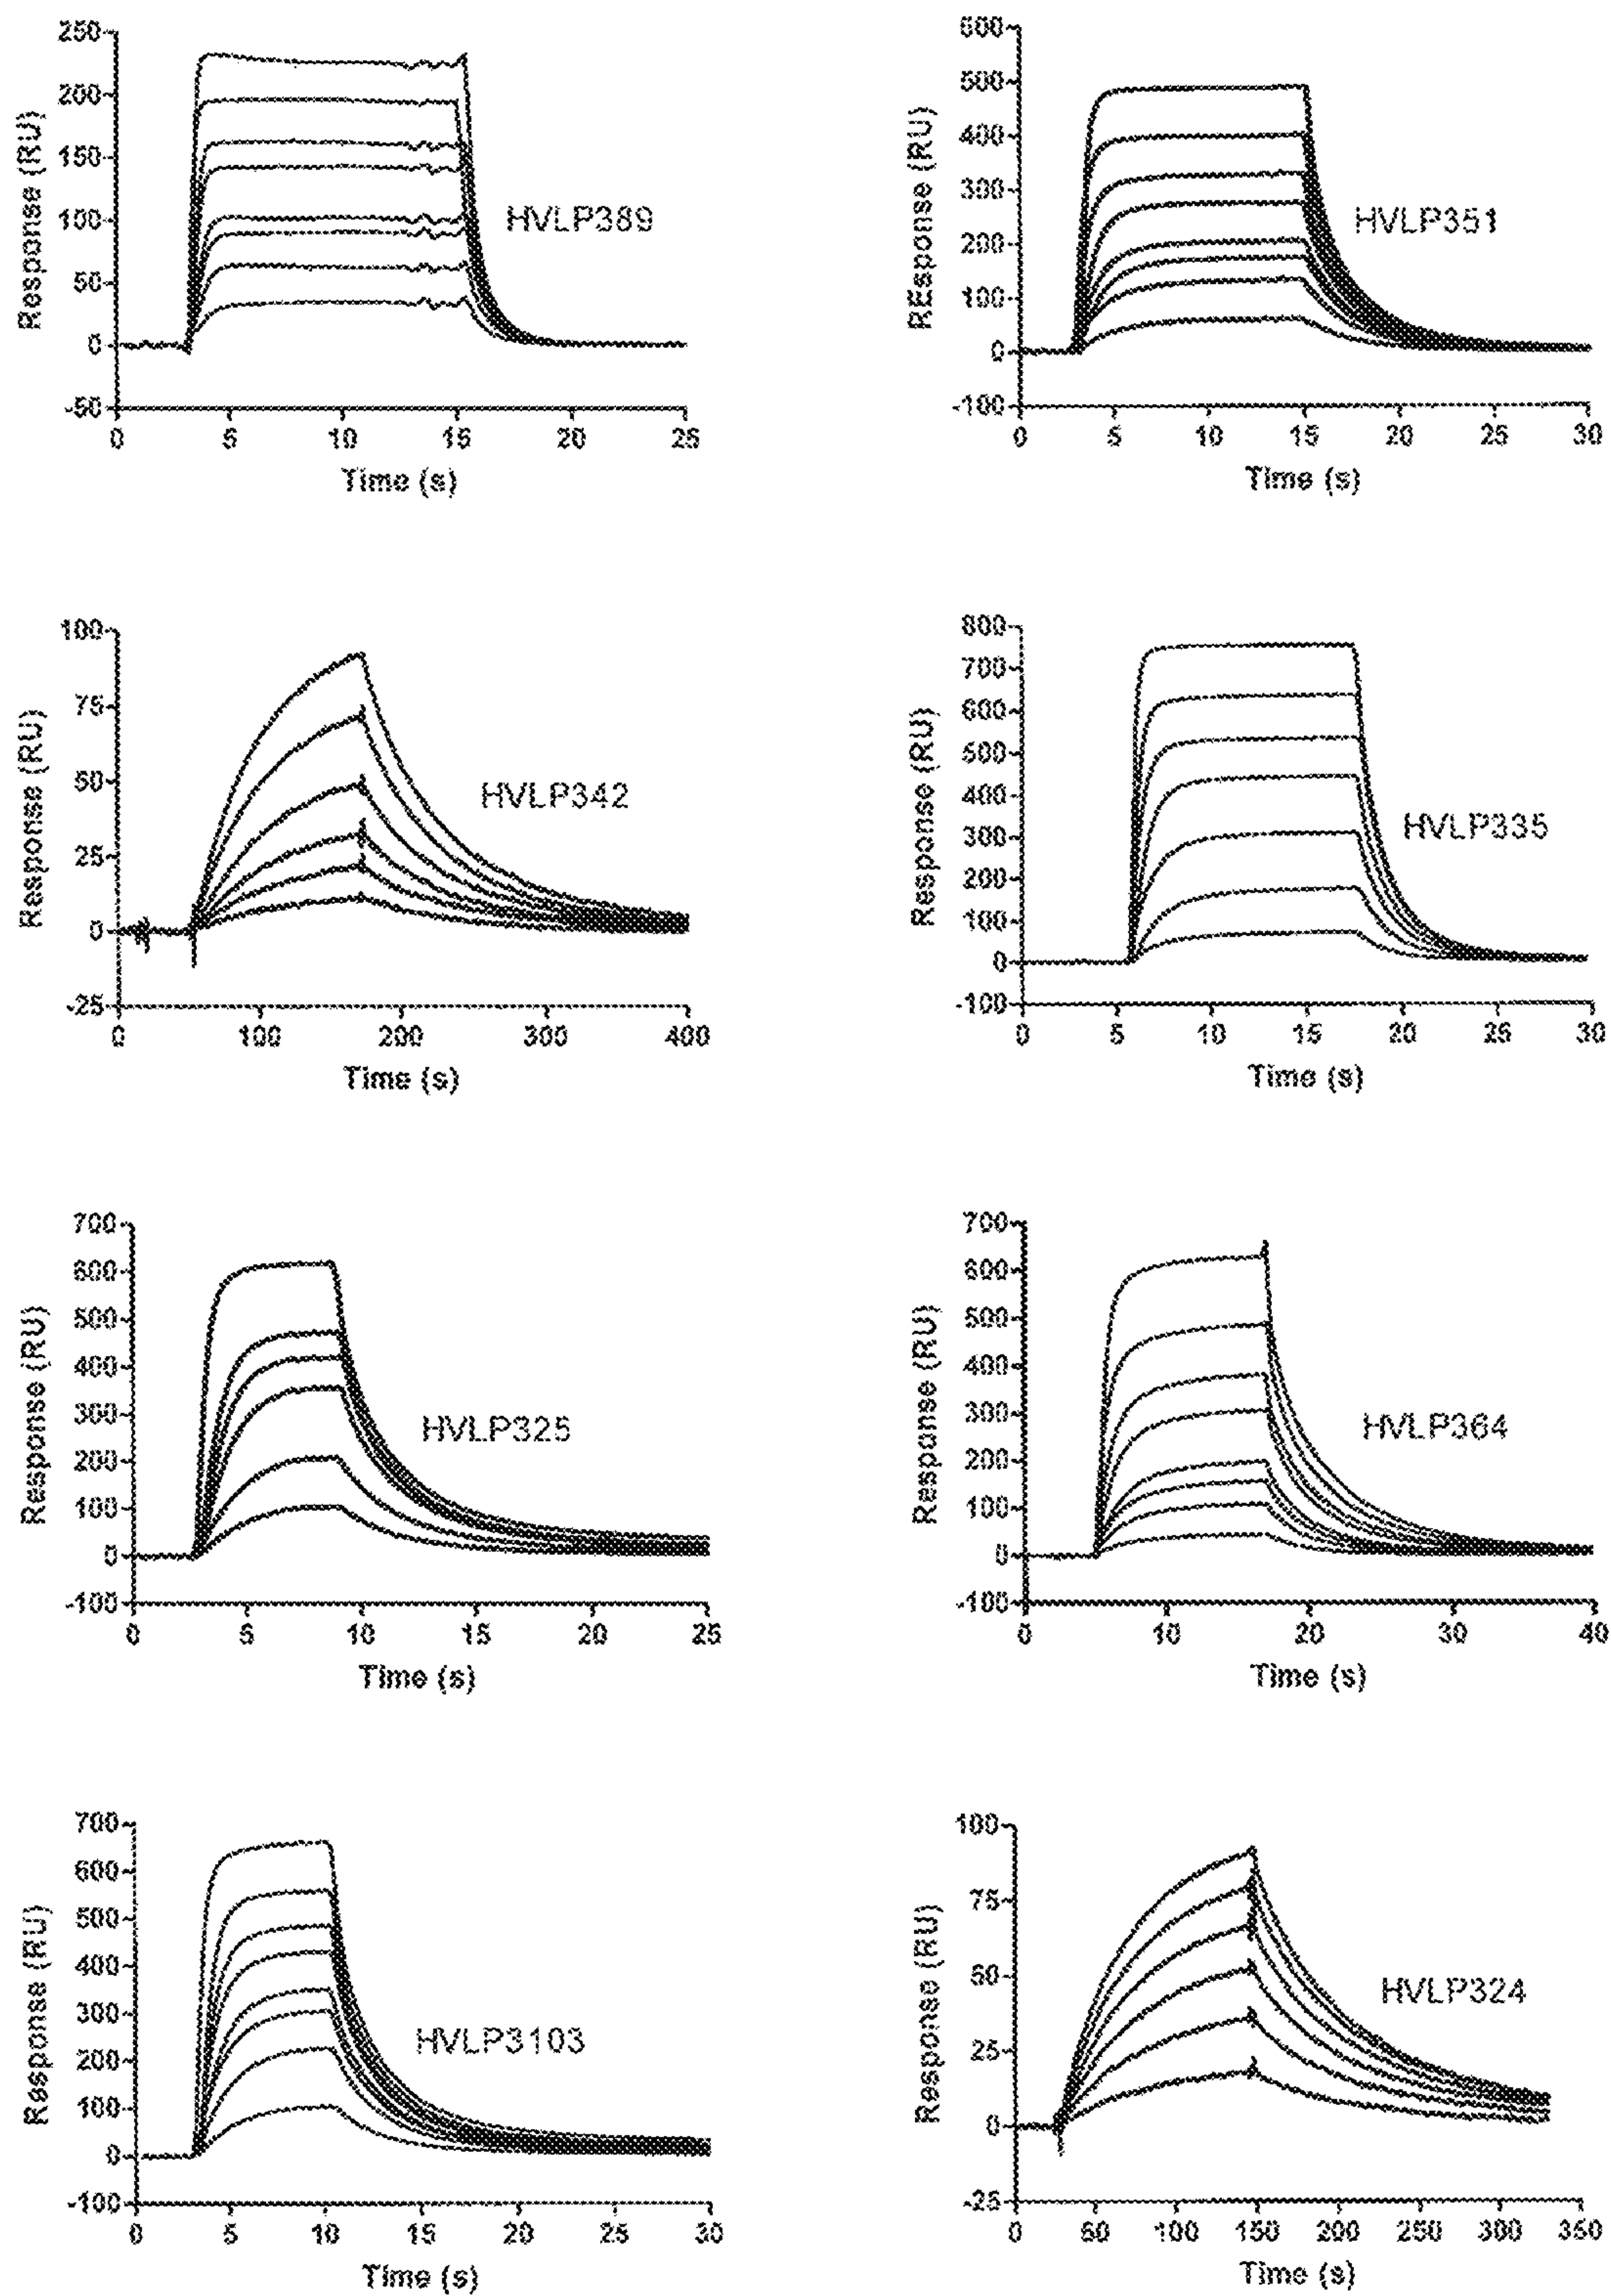 250
200
150
100
50
0
-50
Response (RU)
HVLP389
0 5 10 15 20 25
Time (s)
600
500
400
300
200
100
0
-100
REsponse (RU)
HVLP351
0 5 10 15 20 25 30
Time (s)
100
75
50
25
0
-25
Response (RU)
HVLP342
0 100 200 300 400
Time (s)
800
700
600
500
400
300
200
100
0
-100
Response (RU)
HVLP335
0 5 10 15 20 25 30
Time (s)
700
600
500
400
300
200
100
0
-100
Response (RU)
HVLP325
0 5 10 15 20 25
Time (s)
700
600
500
400
300
200
100
0
-100
Response (RU)
HVLP364
0 10 20 30 40
Time (s)
700
600
500
400
300
200
100
0
-100
Response (RU)
HVLP3103
0 5 10 15 20 25 30
Time (s)
100
75
50
25
0
-25
Response (RU)
HVLP324
0 50 100 150 200 250 300 350
Time (s)